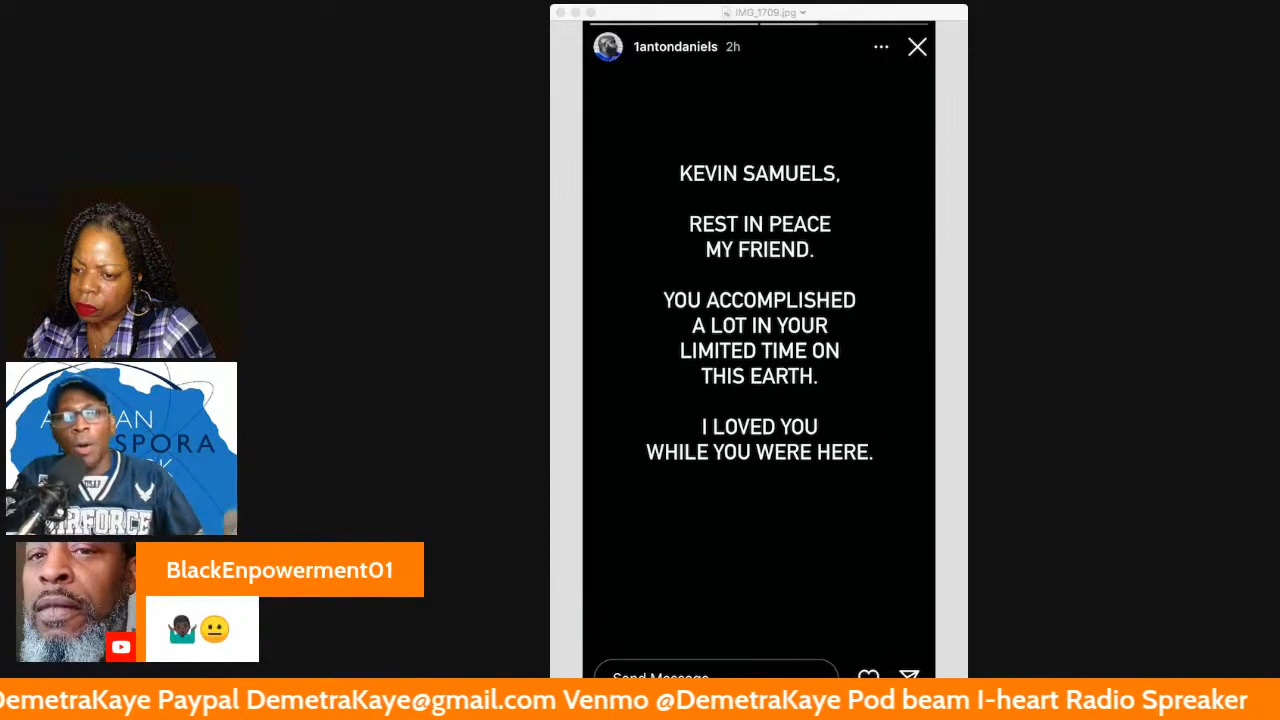 IMG_1709.jpg
1antondaniels 2h
KEVIN SAMUELS,
REST IN PEACE
MY FRIEND.
YOU ACCOMPLISHED
A LOT IN YOUR
LIMITED TIME ON
THIS EARTH.
I LOVED YOU
WHILE YOU WERE HERE.
Send Message
BlackEnpowerment01
DemetraKaye Paypal DemetraKaye@gmail.com Venmo @DemetraKaye Pod beam I-heart Radio Spreaker